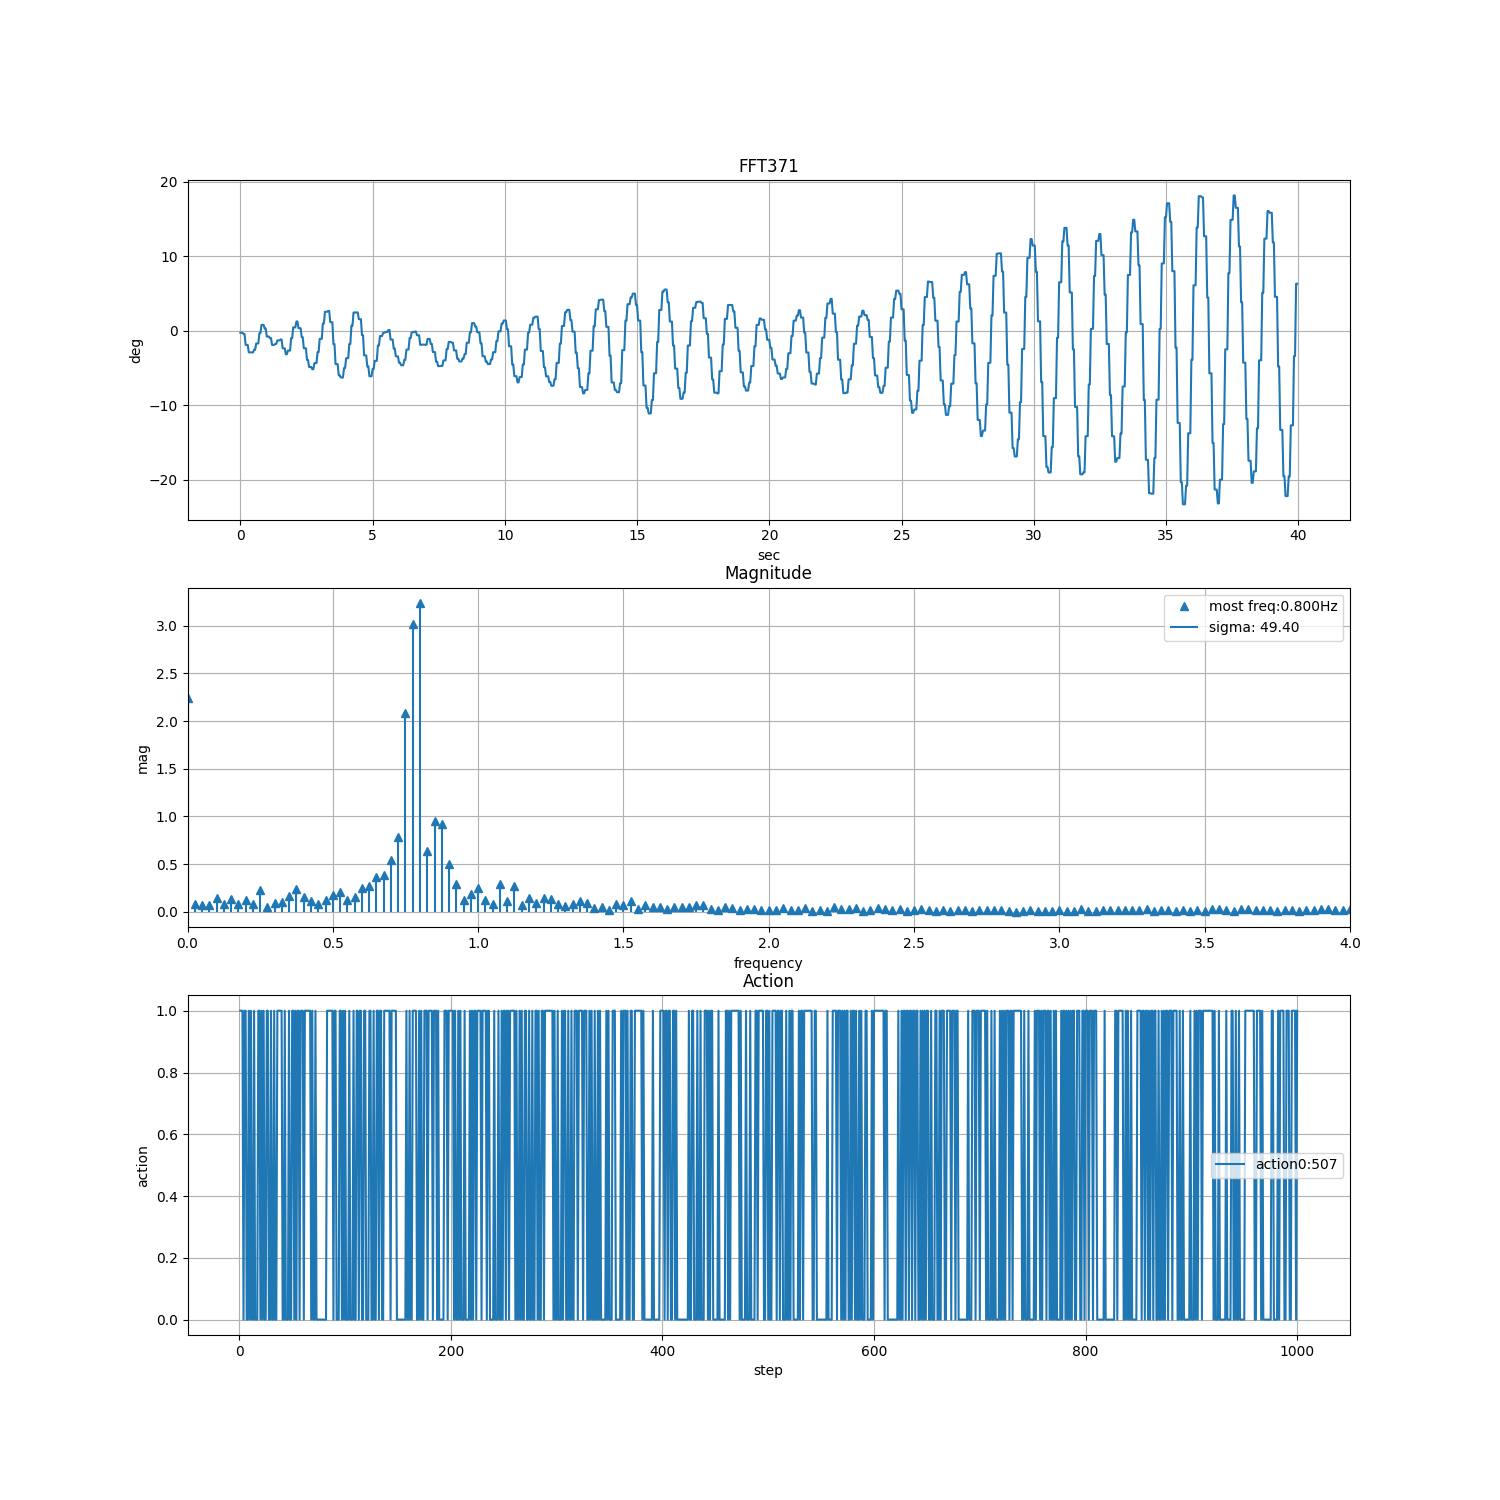 FFT371
20
10
0
−10
−20
deg
0 5 10 15 20 25 30 35 40
sec
Magnitude
most freq:0.800Hz
sigma: 49.40
3.0
2.5
2.0
1.5
1.0
0.5
0.0
mag
0.0 0.5 1.0 1.5 2.0 2.5 3.0 3.5 4.0
frequency
Action
1.0
0.8
0.6
0.4
0.2
0.0
action
action0:507
0 200 400 600 800 1000
step